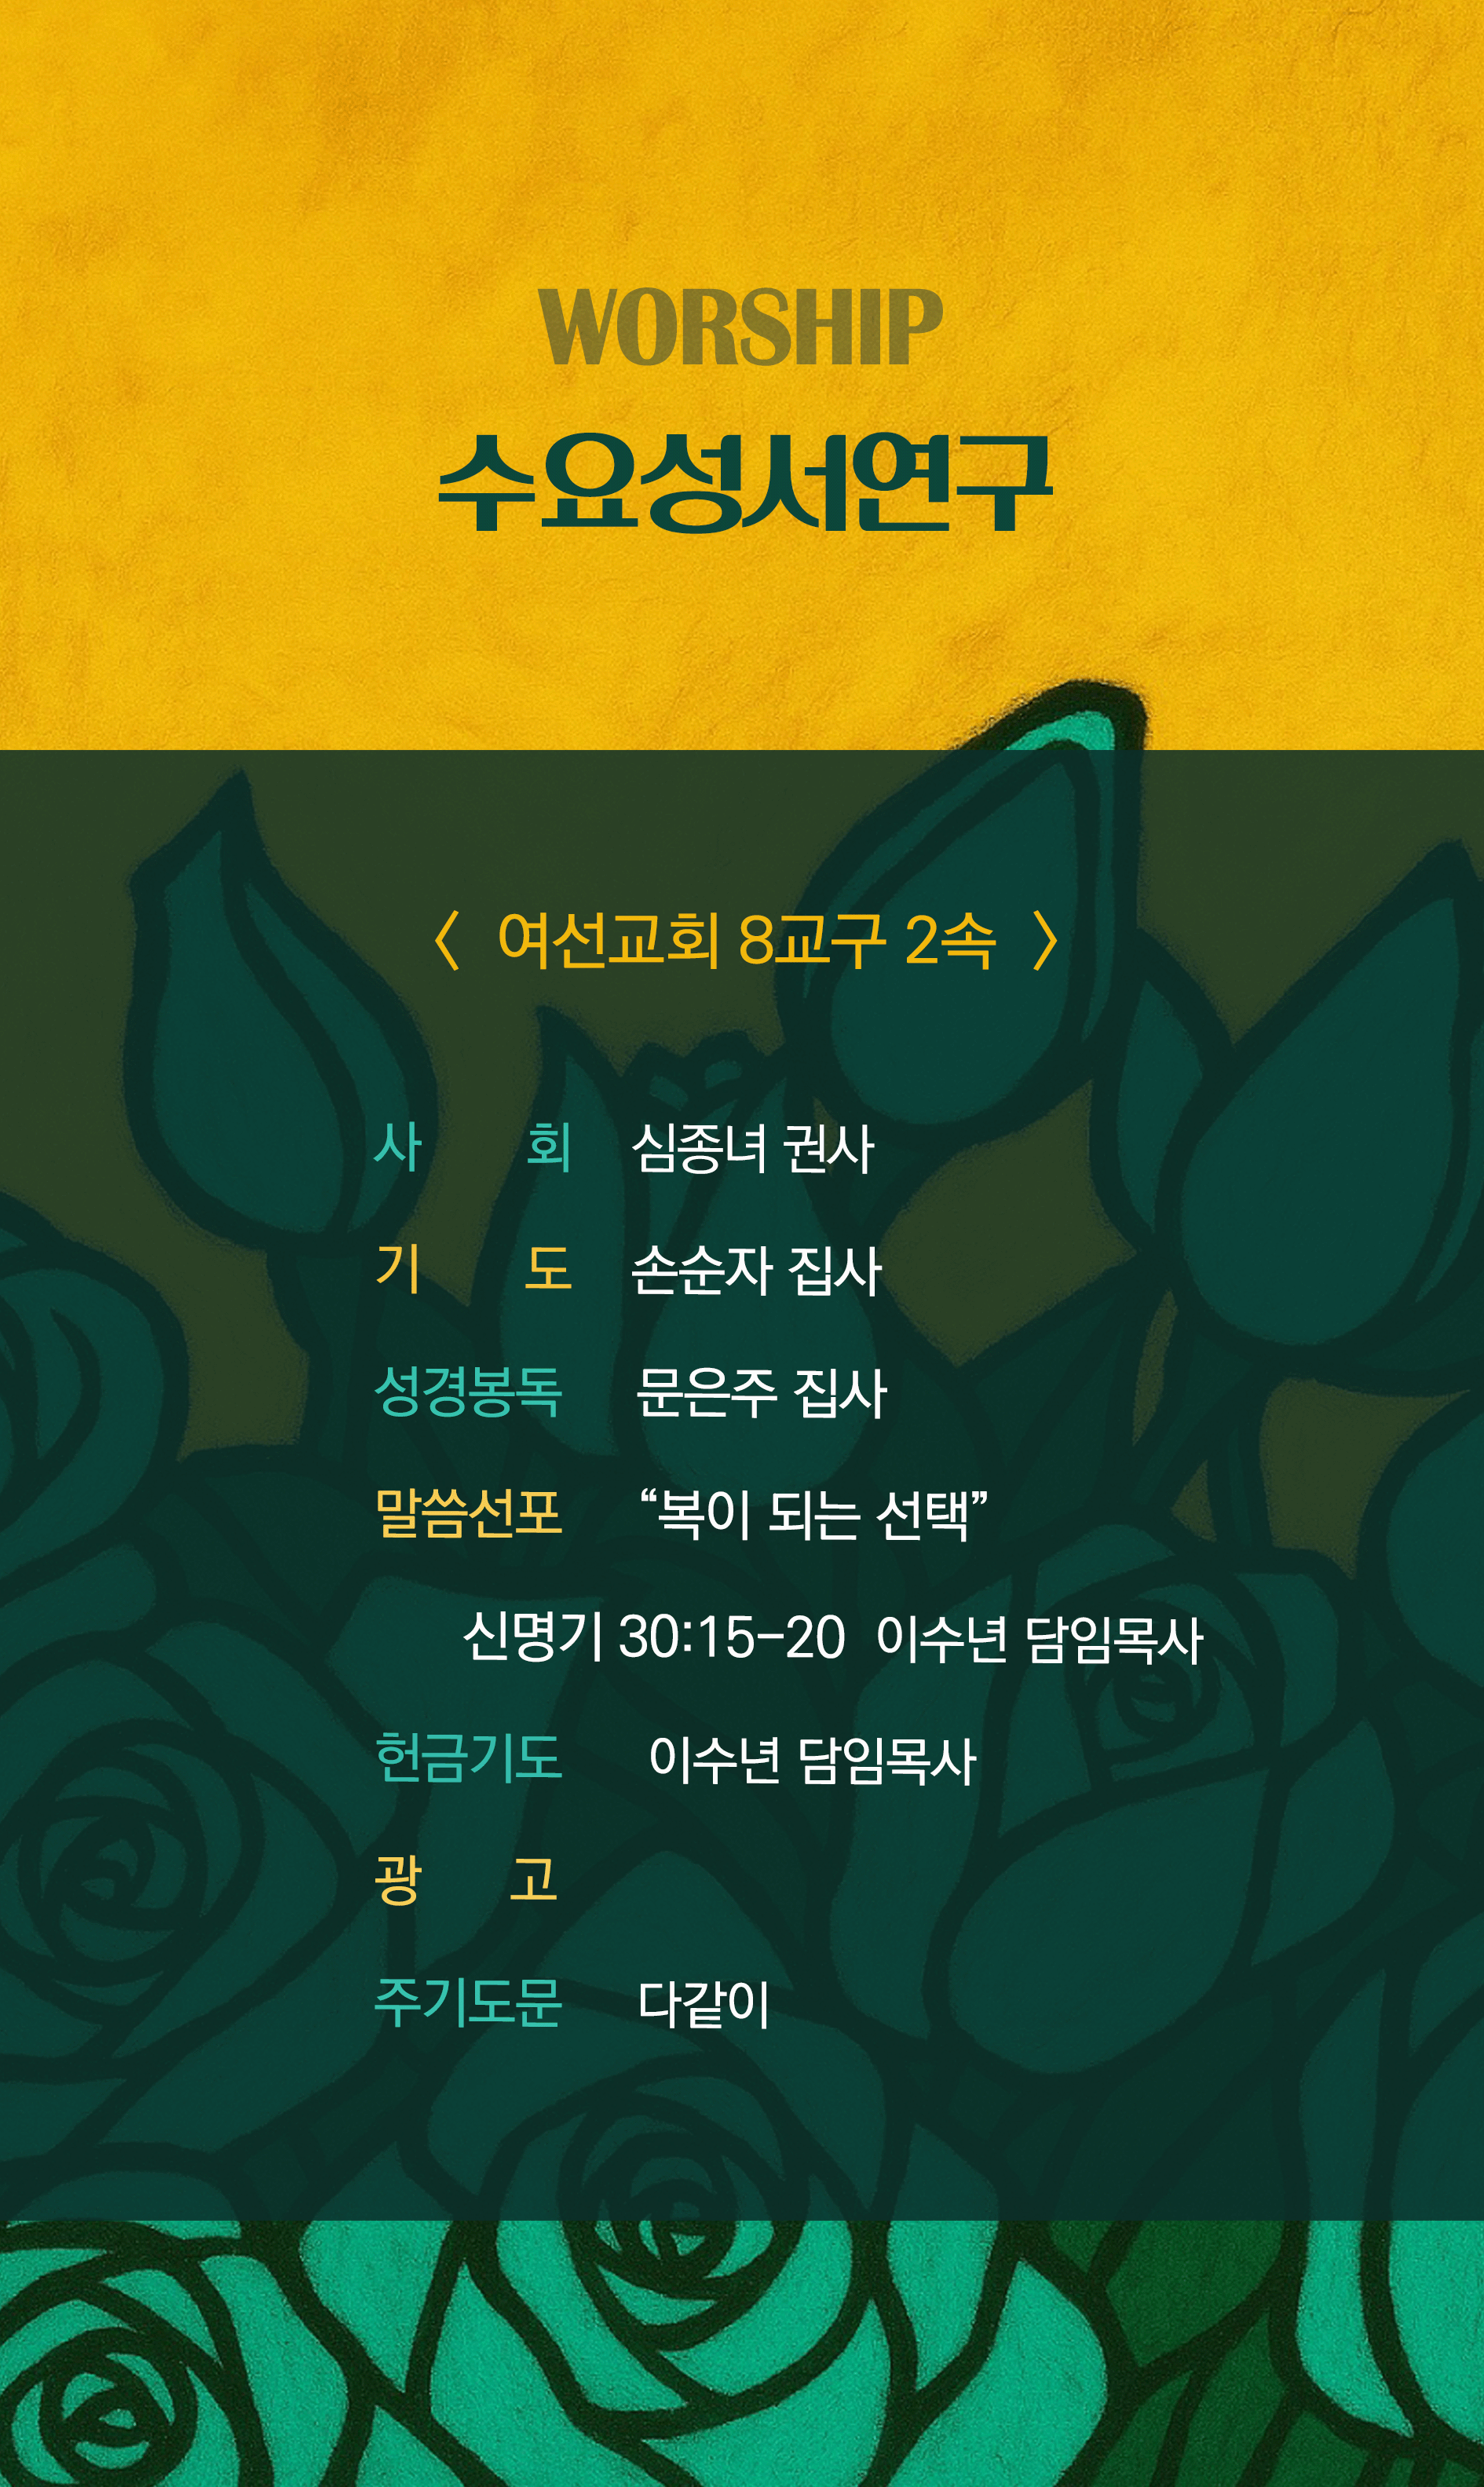 WORSHIP
수요성서연구
〈 여선교회 8교구 2속 〉
사 회 심종녀 권사
기 도 손순자 집사
성경봉독 문은주 집사
말씀선포 “복이 되는 선택”
신명기 30:15-20 이수년 담임목사
헌금기도 이수년 담임목사
광 고
주기도문 다같이